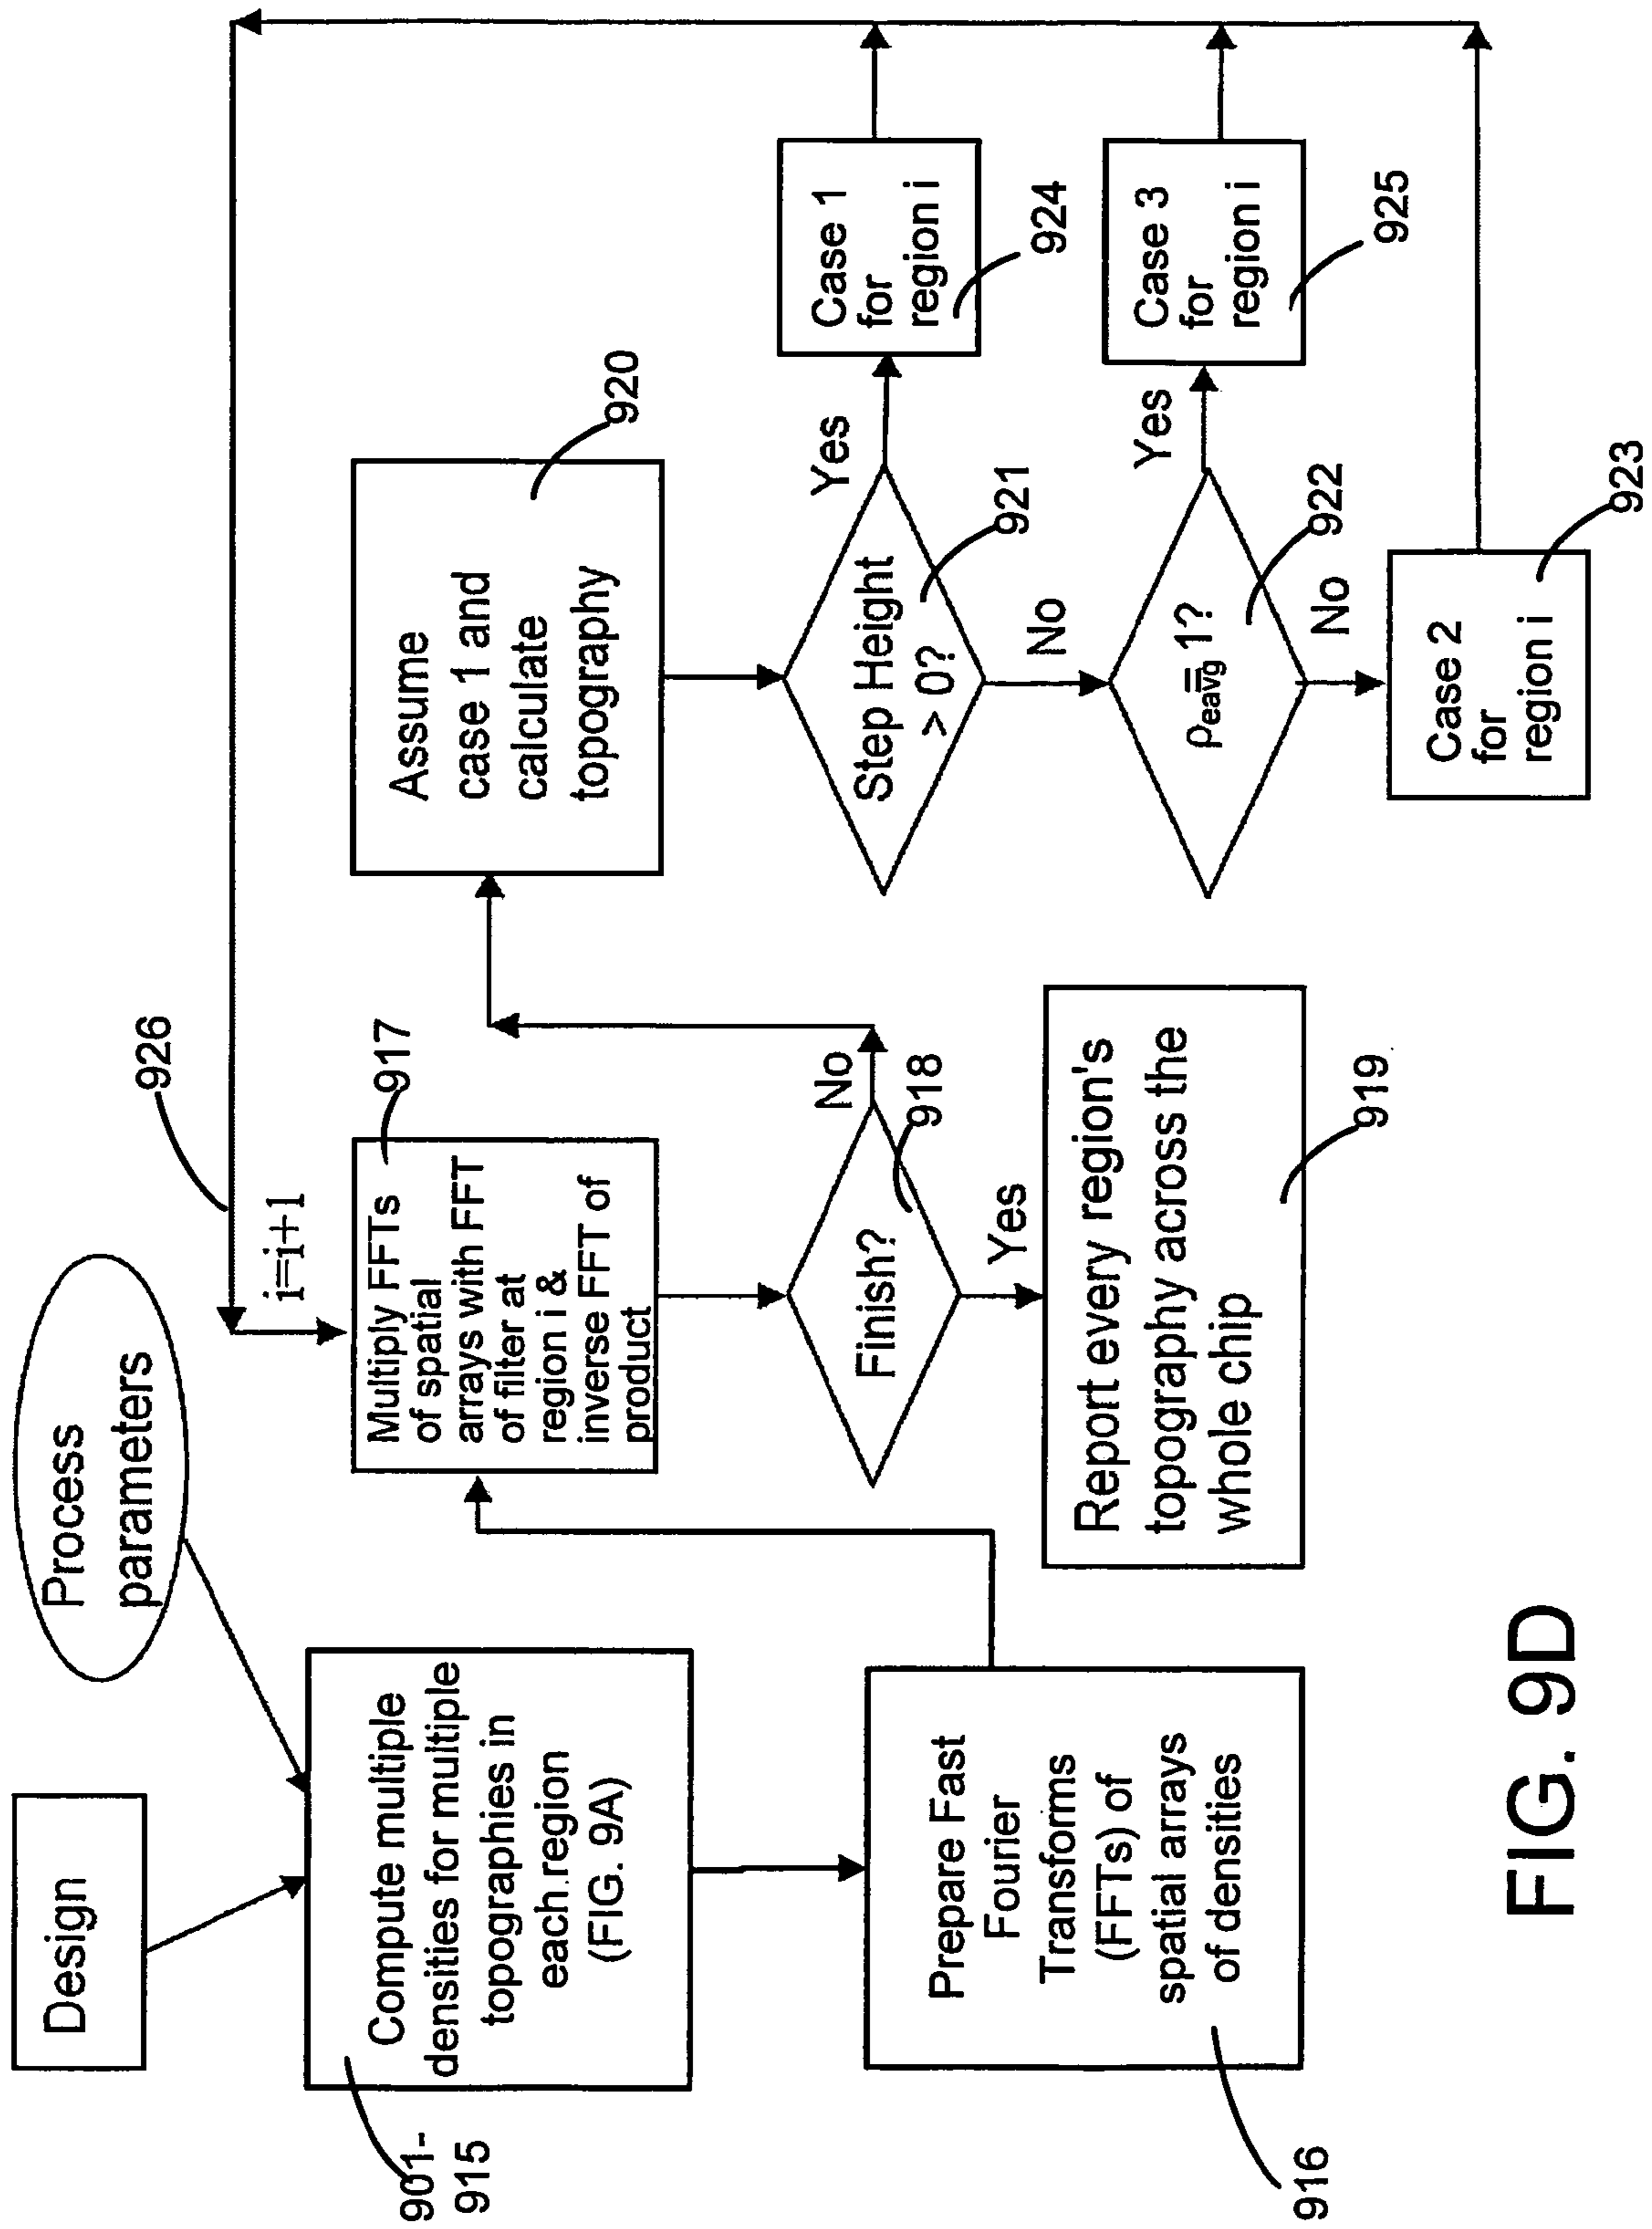 Design
Process
parameters
Compute multiple
densities for multiple
topographies in
each region
(FIG. 9A)
901-
915
Prepare Fast
Fourier
Transforms
(FFTs) of
spatial arrays
of densities
916
926
i=i+1
Multiply FFTs
of spatial
arrays with FFT
of filter at
region i &
inverse FFT of
product
917
Finish?
918
No
Yes
Report every region's
topography across the
whole chip
919
Assume
case 1 and
calculate
topography
920
Step Height
> 0?
921
Yes
No
Case 1
for
region i
924
ρeavg = 1?
922
Yes
No
Case 3
for
region i
925
Case 2
for
region i
923
FIG. 9D